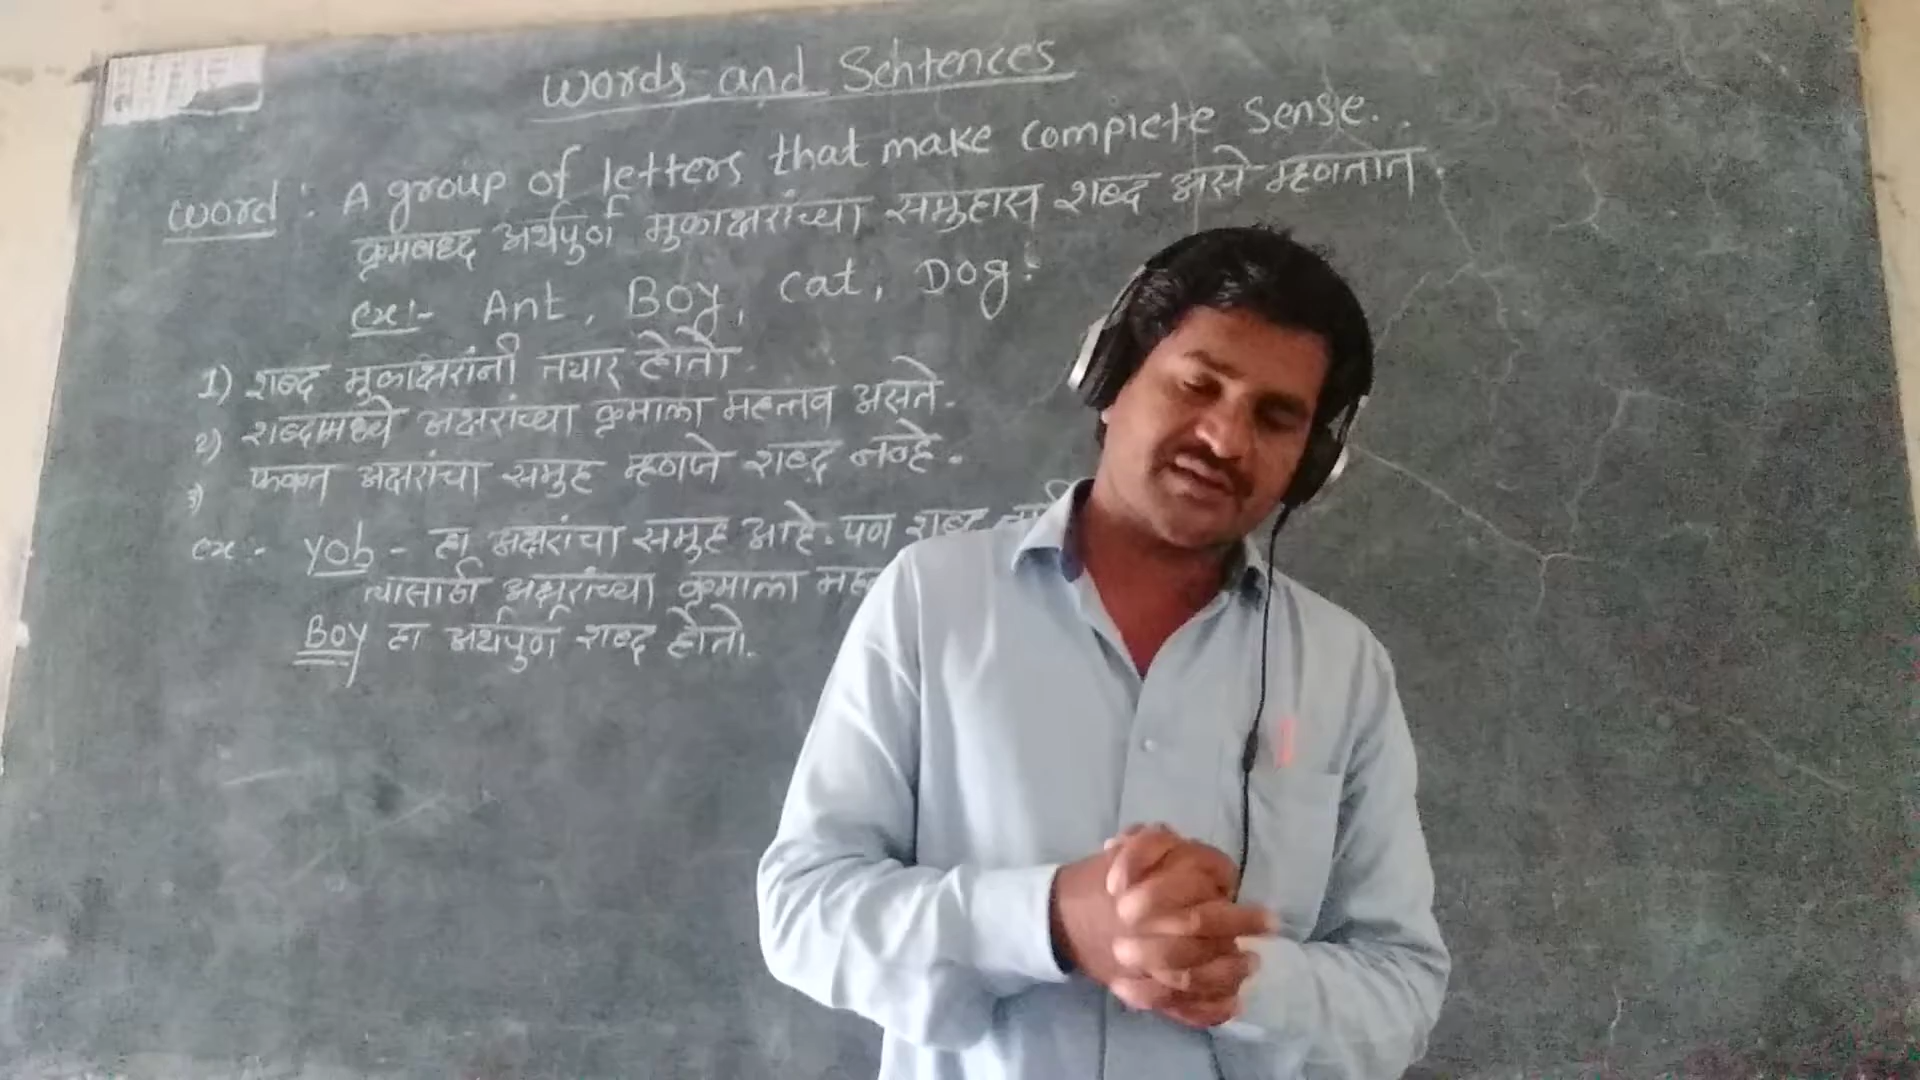 Words and Sentences
Word : A group of letters that make complete sense.
क्रमबध्द अर्थपुर्ण मुळाक्षरांच्या समुहास शब्द असे म्हणतात.
ex:- Ant, Boy, cat, Dog.
1) शब्द मुळाक्षरांनी तयार होतो.
2) शब्दामध्ये अक्षरांच्या क्रमाला महत्त्व असते.
3) फक्त अक्षरांचा समुह म्हणजे शब्द नव्हे.
ex:- yob - हा अक्षरांचा समुह आहे. पण शब्द
त्यासाठी अक्षरांच्या क्रमाला
Boy हा अर्थपुर्ण शब्द होतो.